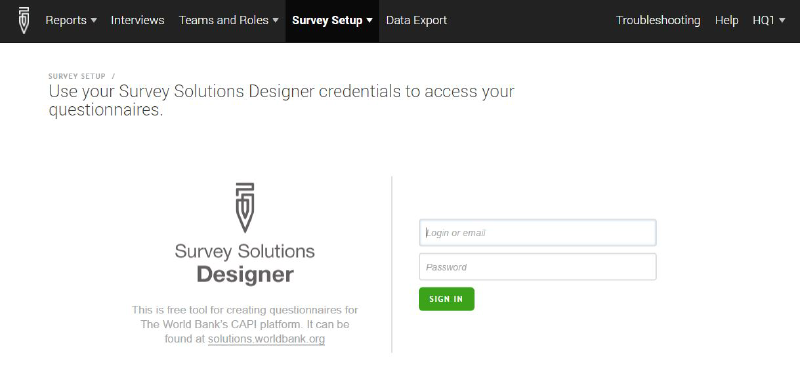 Reports Interviews Teams and Roles Survey Setup Data Export Troubleshooting Help HQ1
SURVEY SETUP /
Use your Survey Solutions Designer credentials to access your
questionnaires.
Survey Solutions
Designer
This is free tool for creating questionnaires for
The World Bank's CAPI platform. It can be
found at solutions.worldbank.org
Login or email
Password
SIGN IN